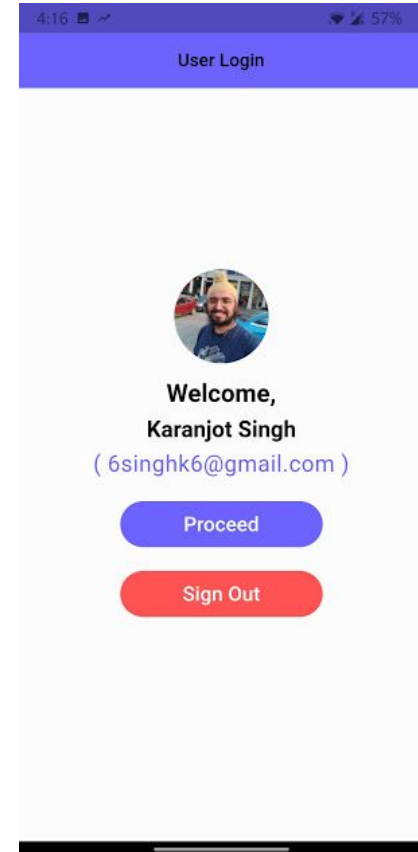 4:16 57%
User Login
Welcome,
Karanjot Singh
( 6singhk6@gmail.com )
Proceed
Sign Out